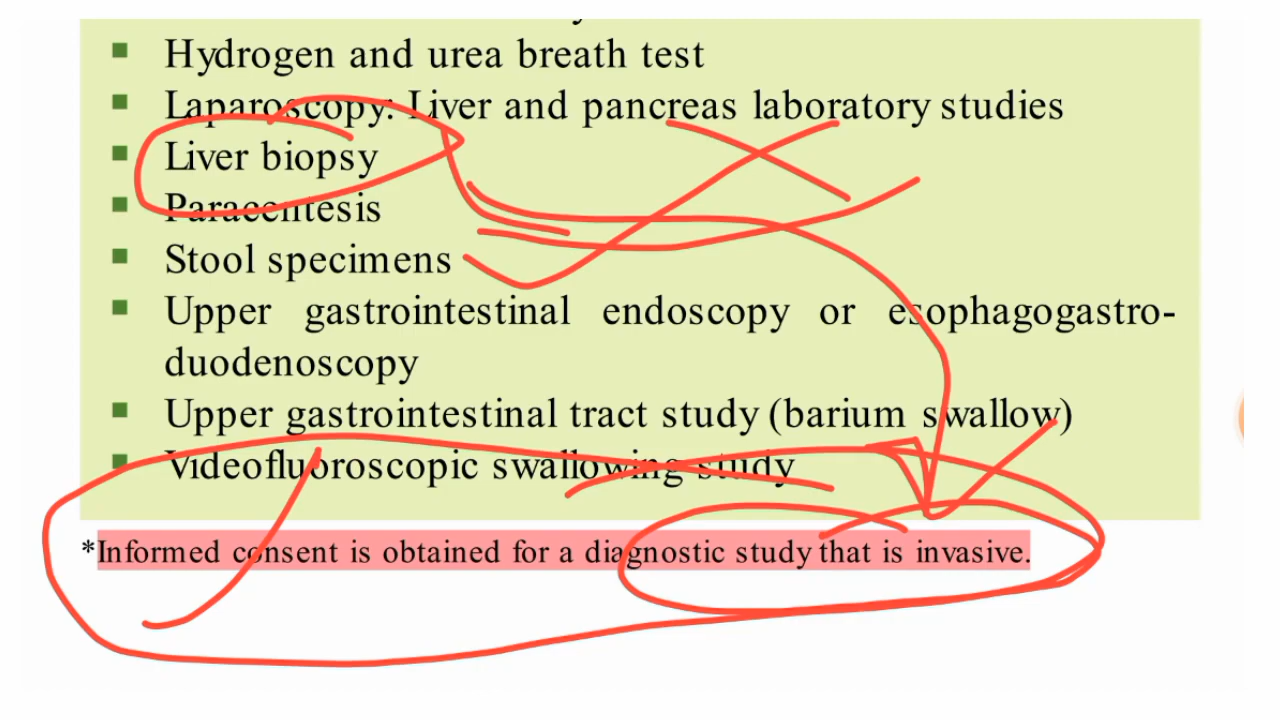 Hydrogen and urea breath test
Laparoscopy: Liver and pancreas laboratory studies
Liver biopsy
Paracentesis
Stool specimens
Upper gastrointestinal endoscopy or esophagogastro-
duodenoscopy
Upper gastrointestinal tract study (barium swallow)
Videofluoroscopic swallowing study
*Informed consent is obtained for a diagnostic study that is invasive.